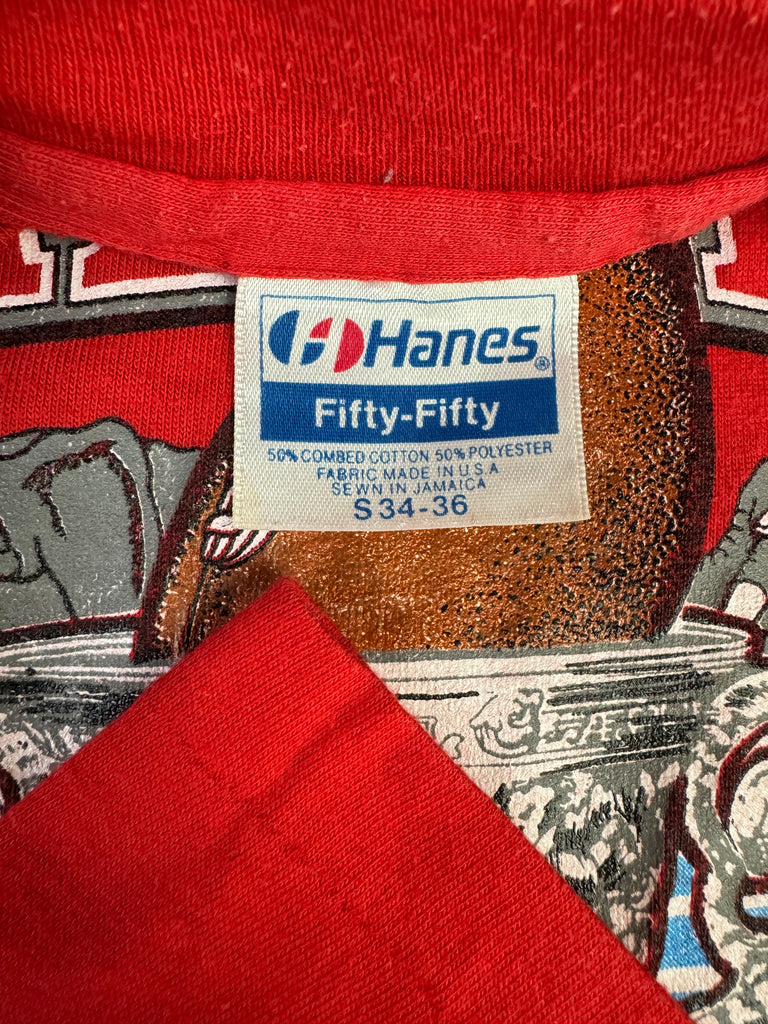 Hanes®
Fifty-Fifty
50% COMBED COTTON 50% POLYESTER
FABRIC MADE IN U.S.A
SEWN IN JAMAICA
S 34-36